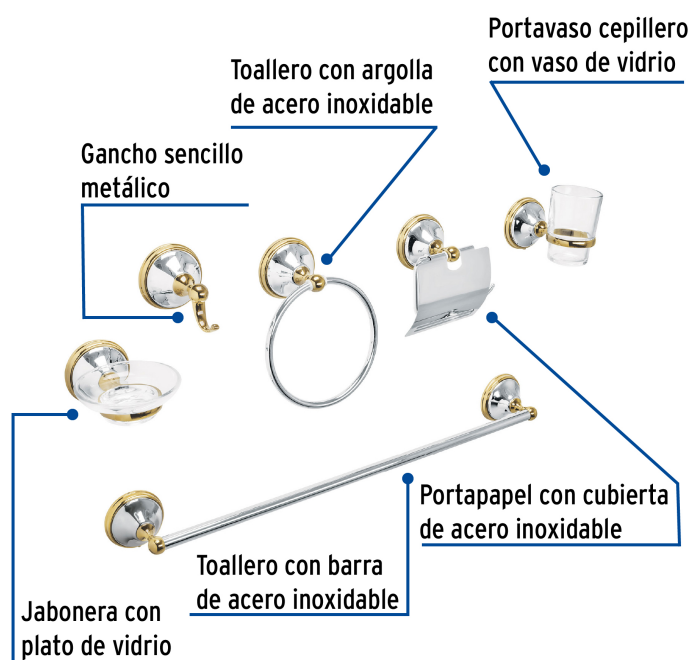 Portavaso cepillero
con vaso de vidrio
Toallero con argolla
de acero inoxidable
Gancho sencillo
metálico
Portapapel con cubierta
de acero inoxidable
Toallero con barra
de acero inoxidable
Jabonera con
plato de vidrio